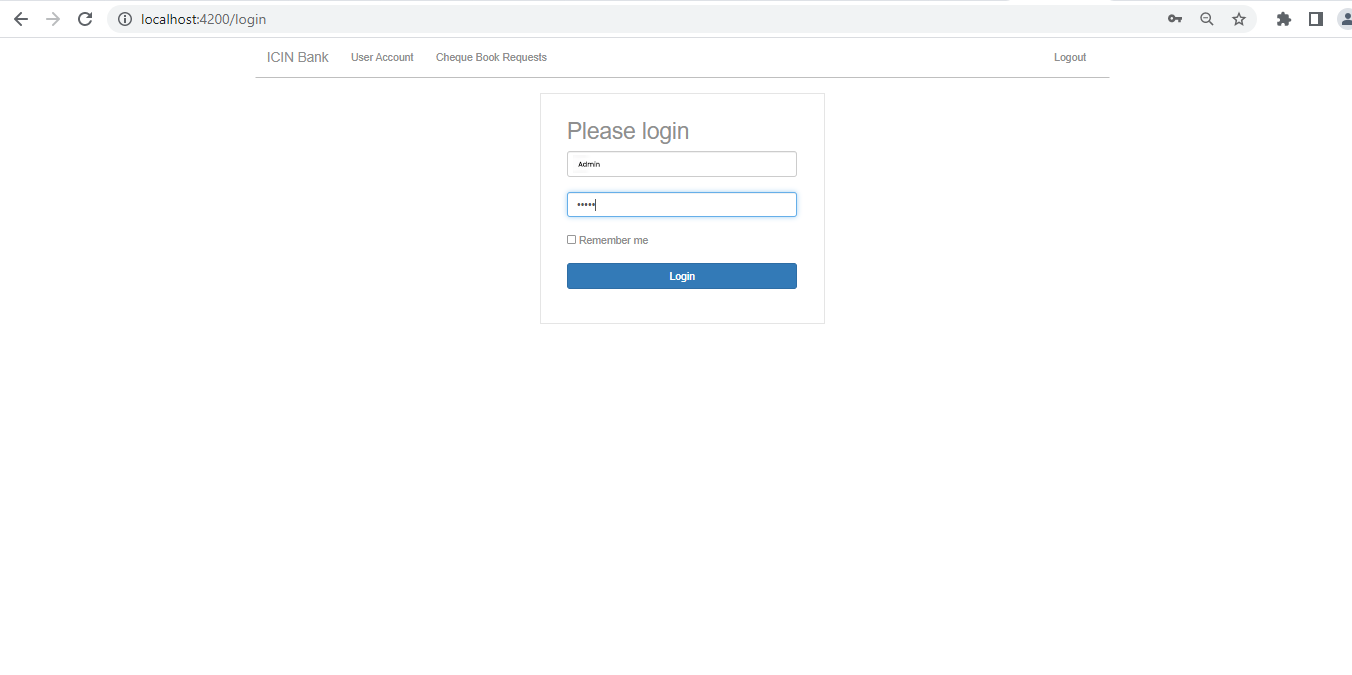 localhost:4200/login
ICIN Bank User Account Cheque Book Requests Logout
Please login
Admin
•••••
Remember me
Login